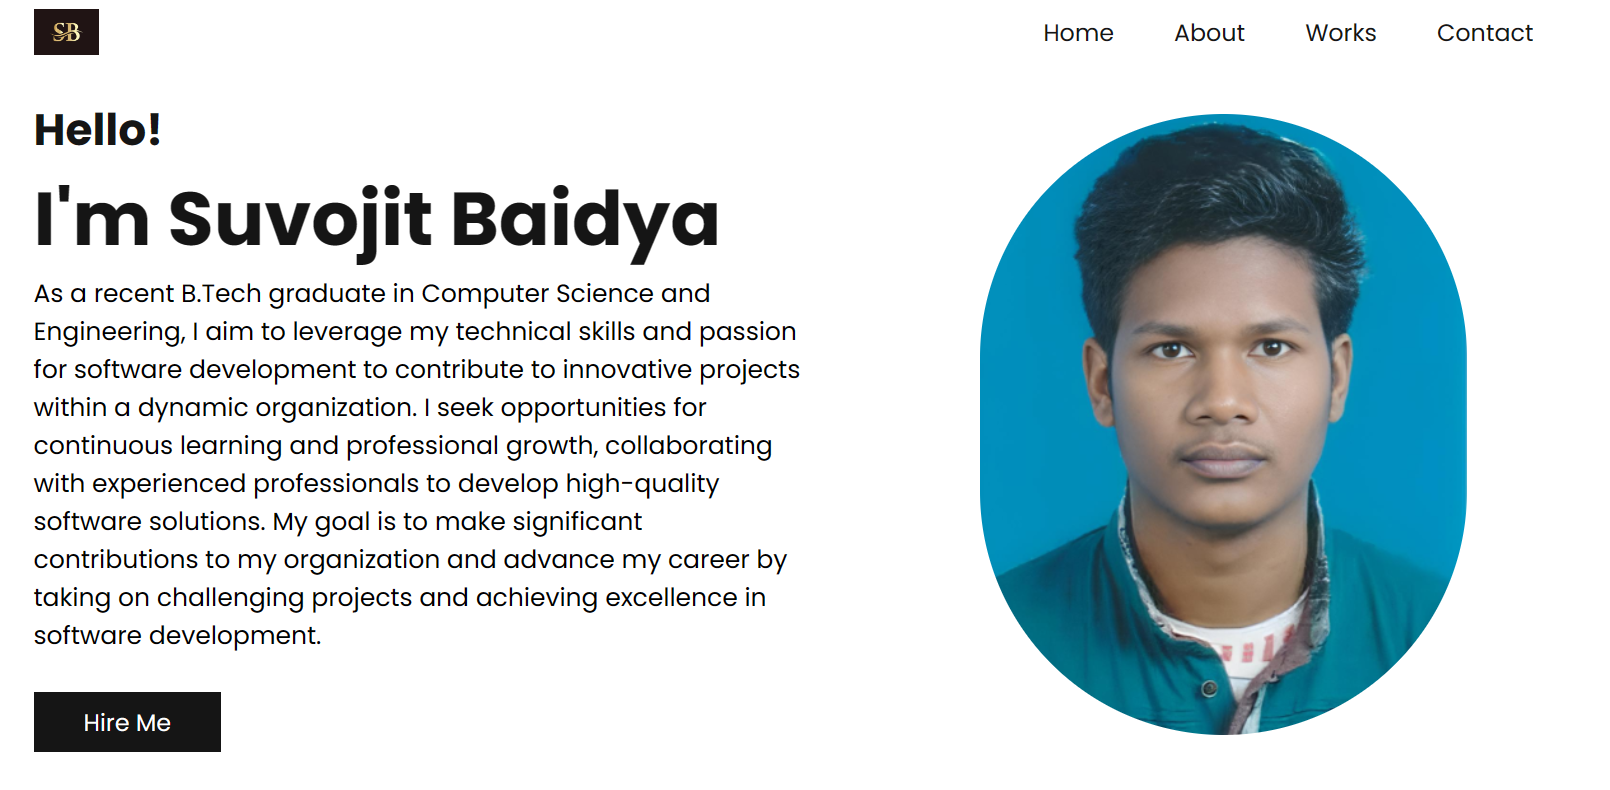 SB
Home About Works Contact
Hello!
I'm Suvojit Baidya
As a recent B.Tech graduate in Computer Science and
Engineering, I aim to leverage my technical skills and passion
for software development to contribute to innovative projects
within a dynamic organization. I seek opportunities for
continuous learning and professional growth, collaborating
with experienced professionals to develop high-quality
software solutions. My goal is to make significant
contributions to my organization and advance my career by
taking on challenging projects and achieving excellence in
software development.
Hire Me